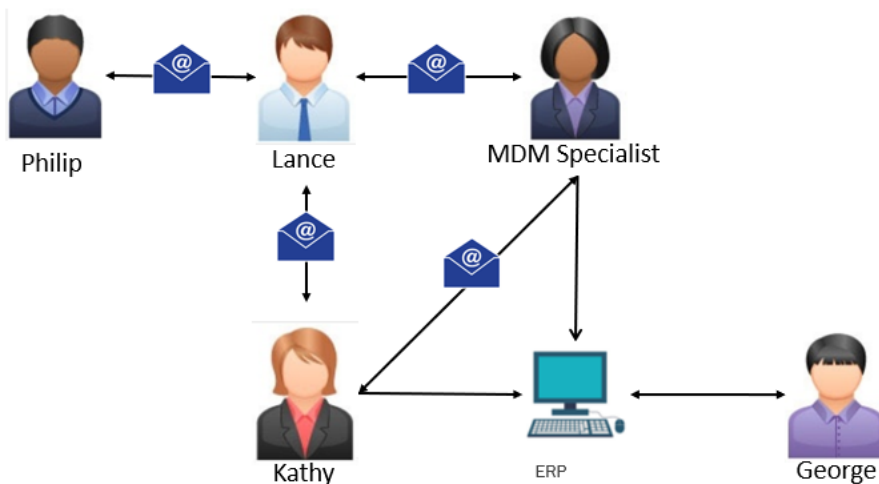 @
@
Philip
Lance
MDM Specialist
@
@
Kathy
ERP
George